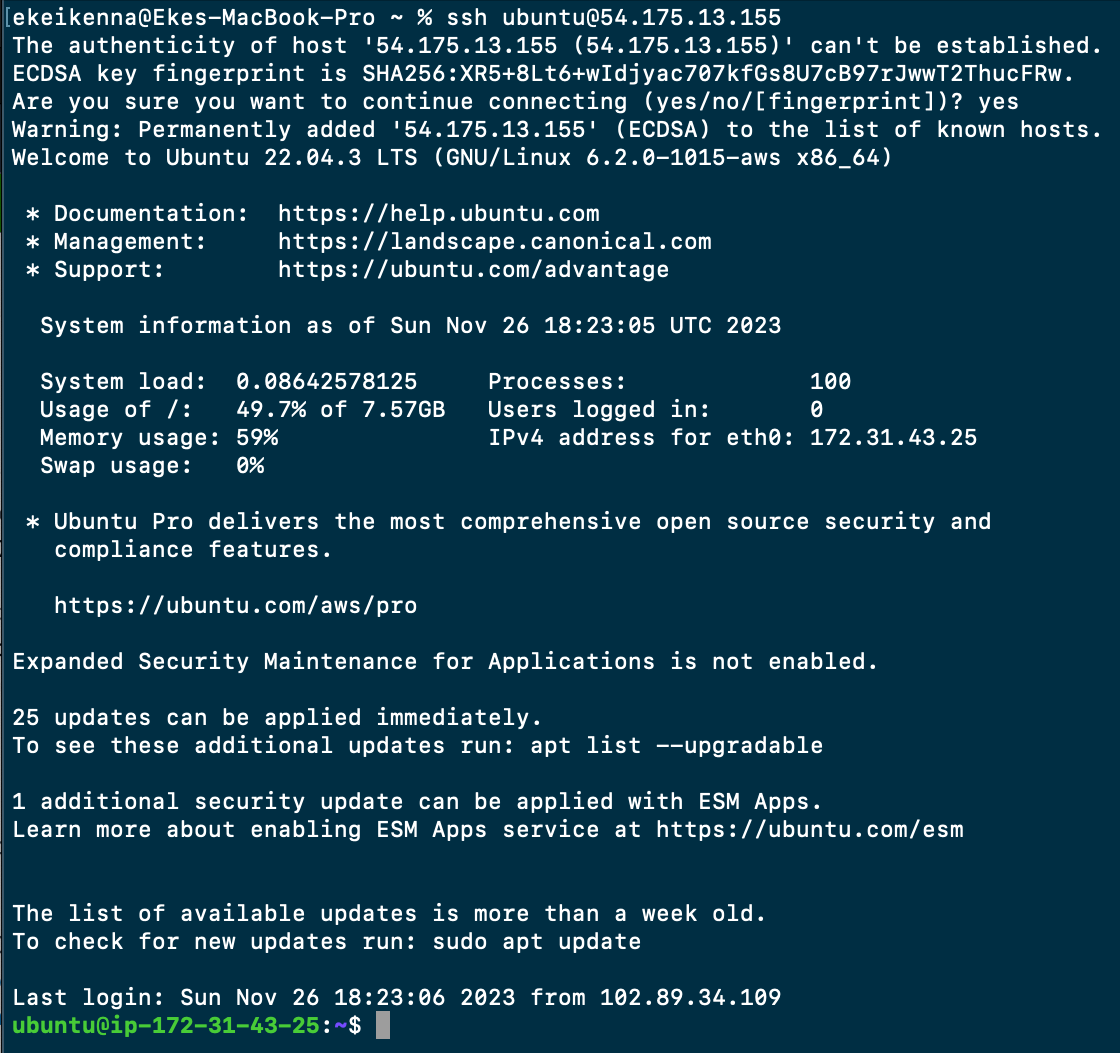 [ekeikenna@Ekes-MacBook-Pro ~ % ssh ubuntu@54.175.13.155
The authenticity of host '54.175.13.155 (54.175.13.155)' can't be established.
ECDSA key fingerprint is SHA256:XR5+8Lt6+wIdjyac707kfGs8U7cB97rJwwT2ThucFRw.
Are you sure you want to continue connecting (yes/no/[fingerprint])? yes
Warning: Permanently added '54.175.13.155' (ECDSA) to the list of known hosts.
Welcome to Ubuntu 22.04.3 LTS (GNU/Linux 6.2.0-1015-aws x86_64)

 * Documentation:  https://help.ubuntu.com
 * Management:     https://landscape.canonical.com
 * Support:        https://ubuntu.com/advantage

  System information as of Sun Nov 26 18:23:05 UTC 2023

  System load:  0.08642578125     Processes:             100
  Usage of /:   49.7% of 7.57GB   Users logged in:       0
  Memory usage: 59%               IPv4 address for eth0: 172.31.43.25
  Swap usage:   0%

 * Ubuntu Pro delivers the most comprehensive open source security and
   compliance features.

   https://ubuntu.com/aws/pro

Expanded Security Maintenance for Applications is not enabled.

25 updates can be applied immediately.
To see these additional updates run: apt list --upgradable

1 additional security update can be applied with ESM Apps.
Learn more about enabling ESM Apps service at https://ubuntu.com/esm

The list of available updates is more than a week old.
To check for new updates run: sudo apt update

Last login: Sun Nov 26 18:23:06 2023 from 102.89.34.109
ubuntu@ip-172-31-43-25:~$